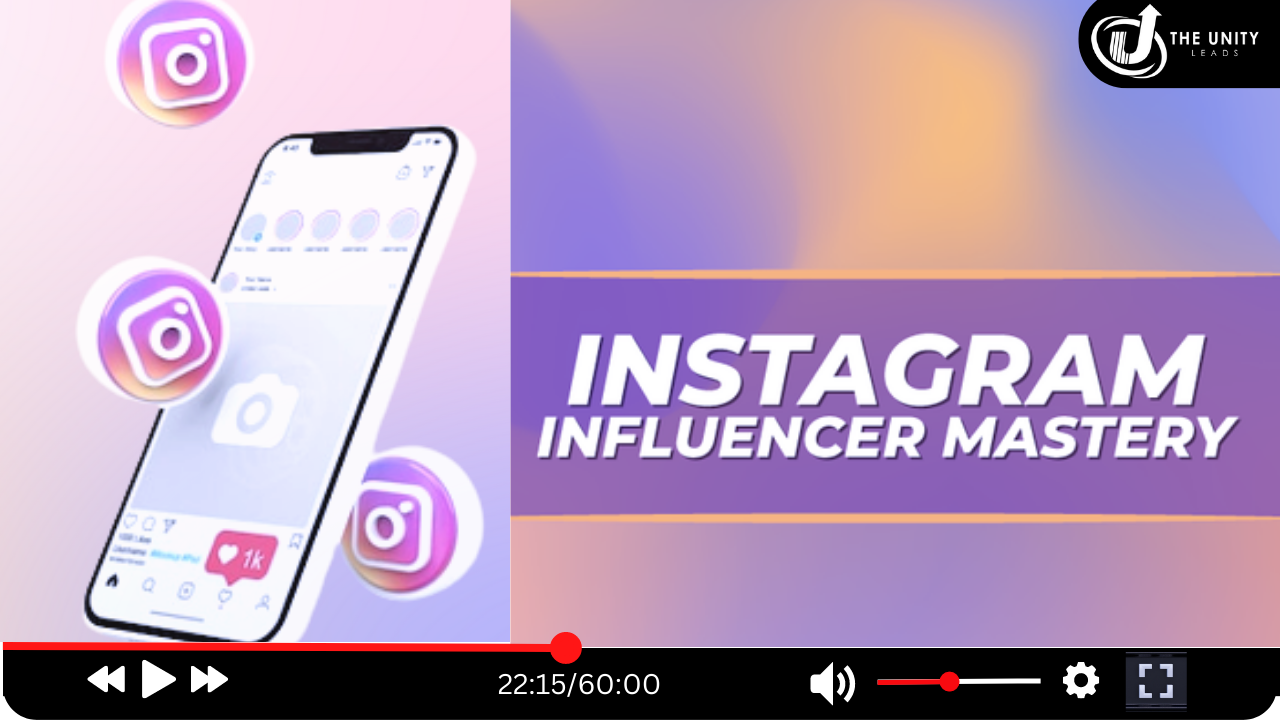 THE UNITY
LEADS
INSTAGRAM
INFLUENCER MASTERY
1k
22:15/60:00